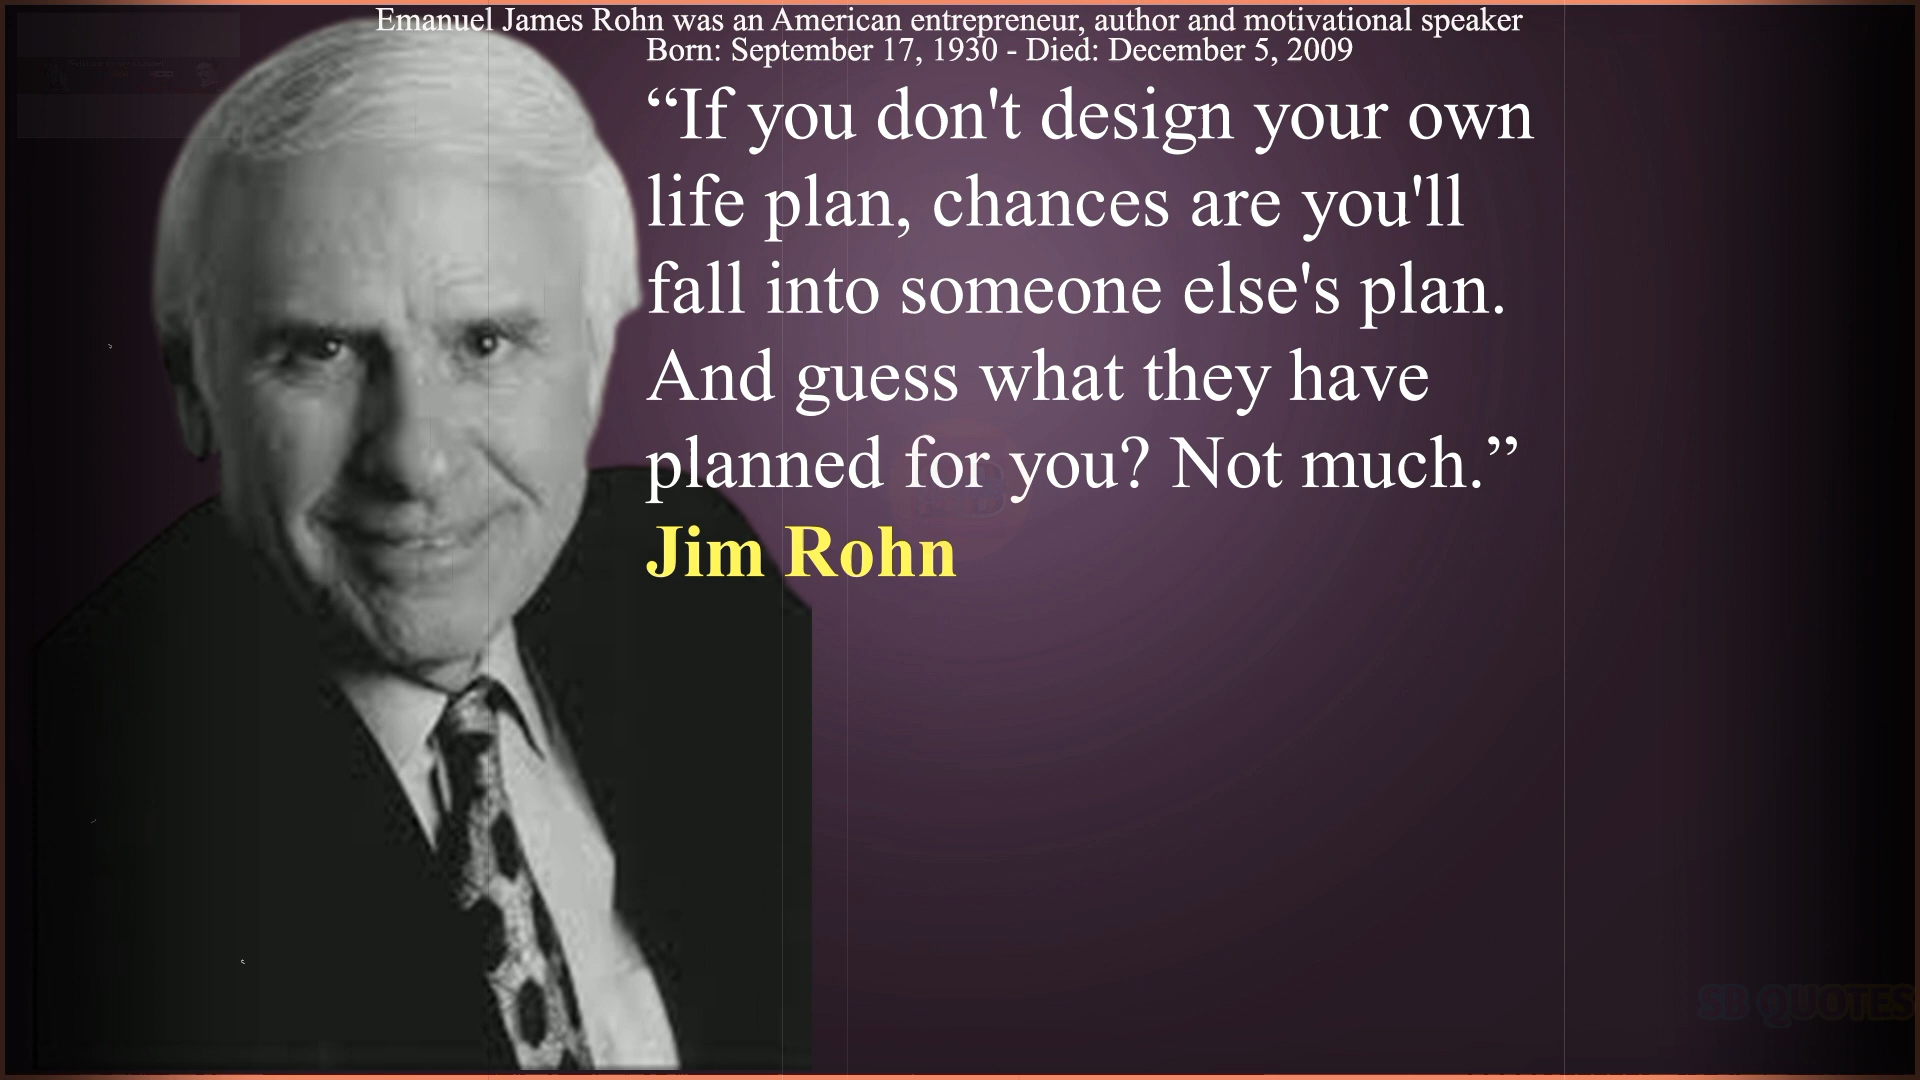 Emanuel James Rohn was an American entrepreneur, author and motivational speaker
Born: September 17, 1930 - Died: December 5, 2009
“If you don't design your own
life plan, chances are you'll
fall into someone else's plan.
And guess what they have
planned for you? Not much.”
Jim Rohn
SB QUOTES